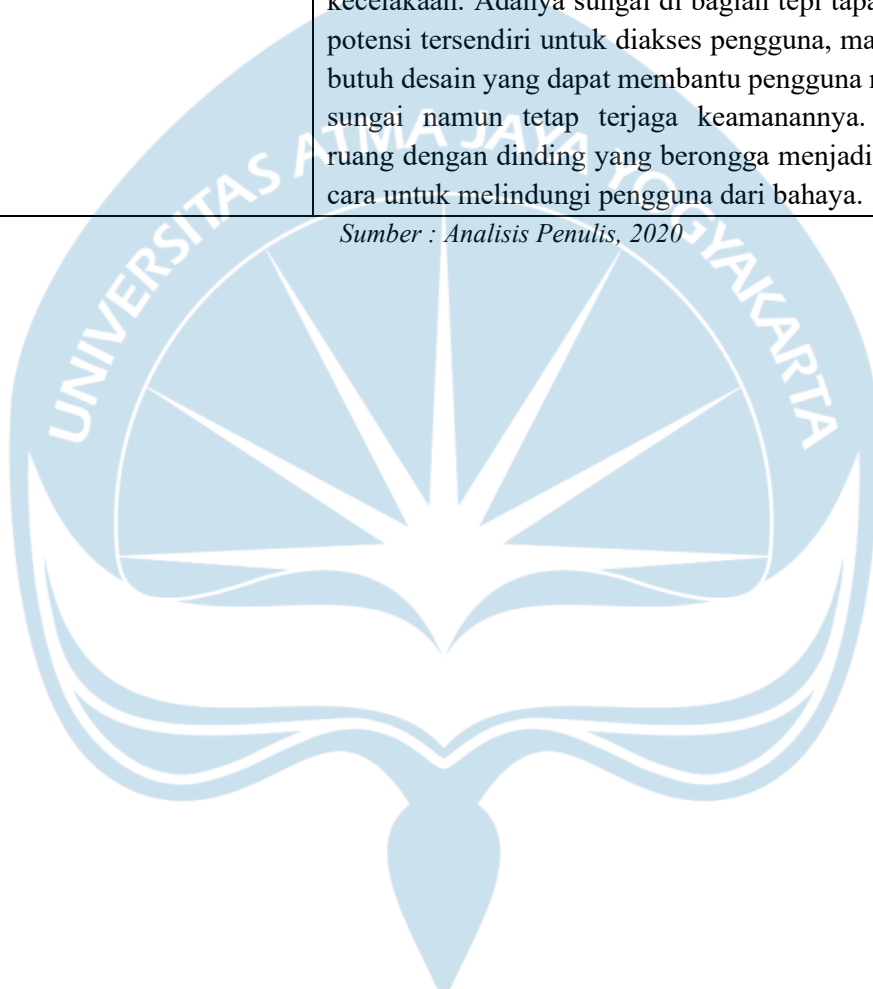 kecelakaan. Adanya sungai di bagian tepi
potensi tersendiri untuk diakses pengguna,
butuh desain yang dapat membantu pengguna
sungai namun tetap terjaga keamanannya.
ruang dengan dinding yang berongga menjadi
cara untuk melindungi pengguna dari bahaya.
Sumber : Analisis Penulis, 2020
UNIVERSITAS ATMA JAYA YOGYAKARTA